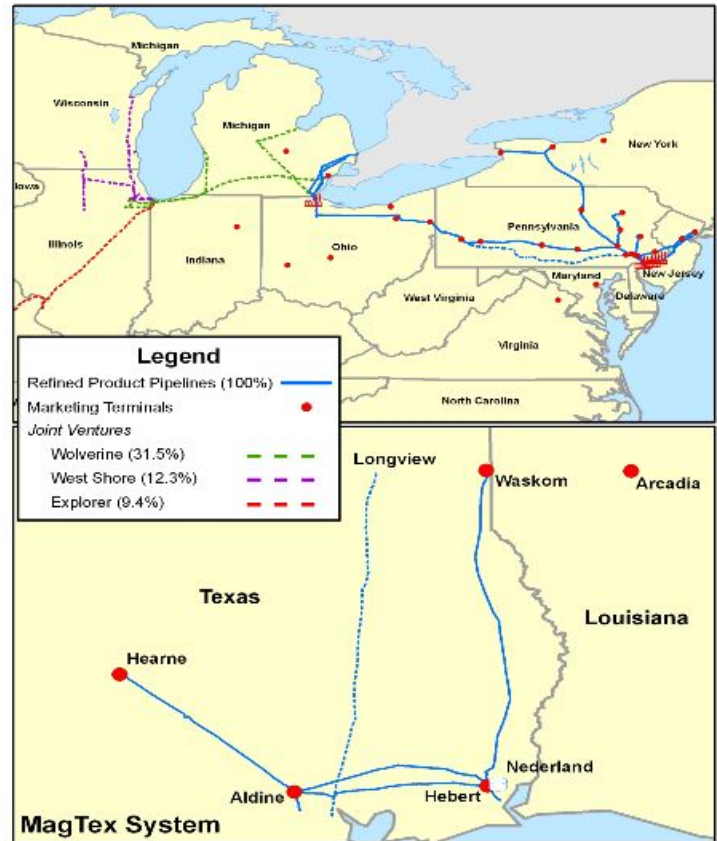 Michigan
Wisconsin
Michigan
New York
Iowa
Pennsylvania
Illinois
Indiana
Ohio
Maryland
New Jersey
West Virginia
Delaware
Virginia
North Carolina
Legend
Refined Product Pipelines (100%)
Marketing Terminals
Joint Ventures
Wolverine (31.5%)
West Shore (12.3%)
Explorer (9.4%)
Longview
Waskom
Arcadia
Texas
Louisiana
Hearne
Nederland
Aldine
Hebert
MagTex System